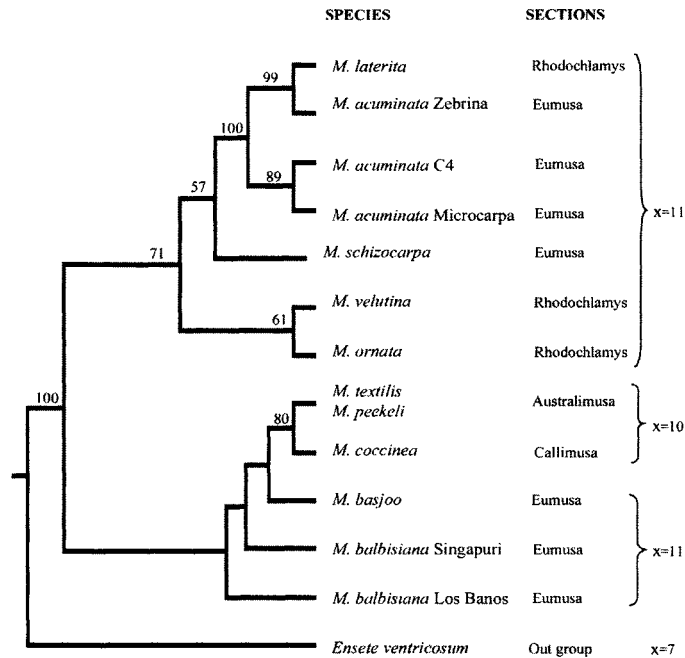 SPECIES SECTIONS
M. laterita Rhodochlamys
99
M. acuminata Zebrina Eumusa
100
M. acuminata C4 Eumusa
89
57
M. acuminata Microcarpa Eumusa x=11
71
M. schizocarpa Eumusa
M. velutina Rhodochlamys
61
M. ornata Rhodochlamys
100
M. textilis
M. peekeli Australimusa
80
x=10
M. coccinea Callimusa
M. basjoo Eumusa
M. balbisiana Singapuri Eumusa x=11
M. balbisiana Los Banos Eumusa
Ensete ventricosum Out group x=7